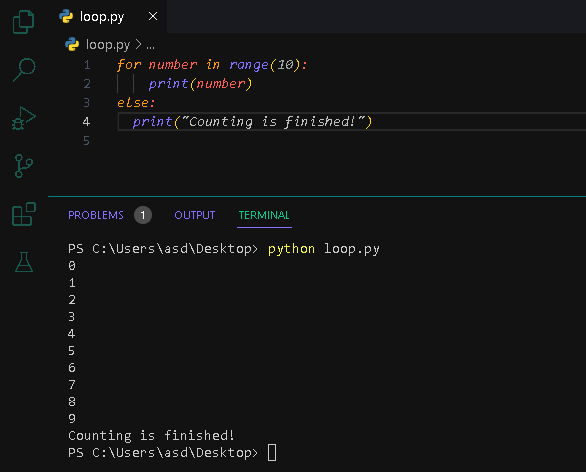 loop.py ×
loop.py > ...
1 for number in range(10):
2     print(number)
3 else:
4   print("Counting is finished!")
5
PROBLEMS 1 OUTPUT TERMINAL
PS C:\Users\asd\Desktop> python loop.py
0
1
2
3
4
5
6
7
8
9
Counting is finished!
PS C:\Users\asd\Desktop>